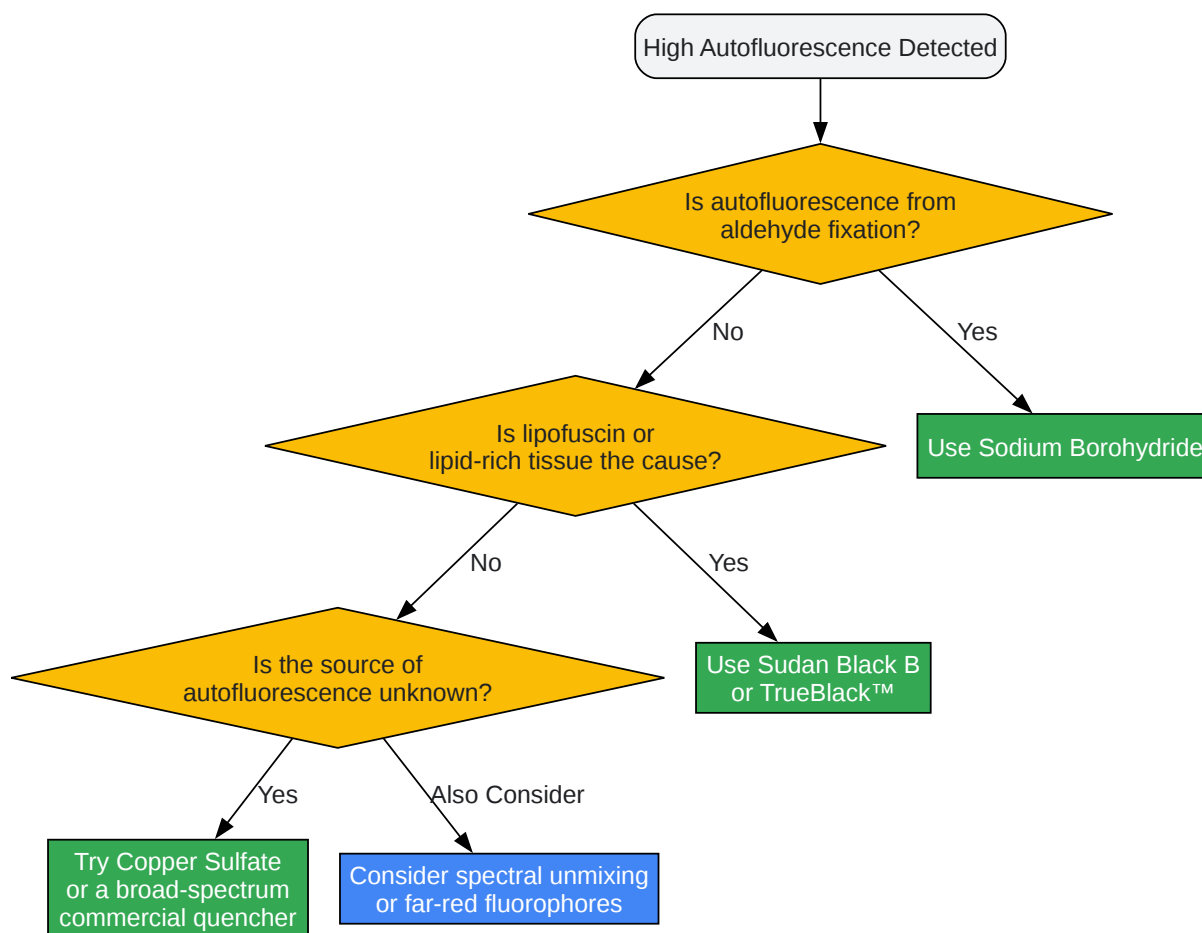 High Autofluorescence Detected
Is autofluorescence from
aldehyde fixation?
No
Yes
Is lipofuscin or
lipid-rich tissue the cause?
Use Sodium Borohydride
No
Yes
Is the source of
autofluorescence unknown?
Use Sudan Black B
or TrueBlack™
Yes
Also Consider
Try Copper Sulfate
or a broad-spectrum
commercial quencher
Consider spectral unmixing
or far-red fluorophores